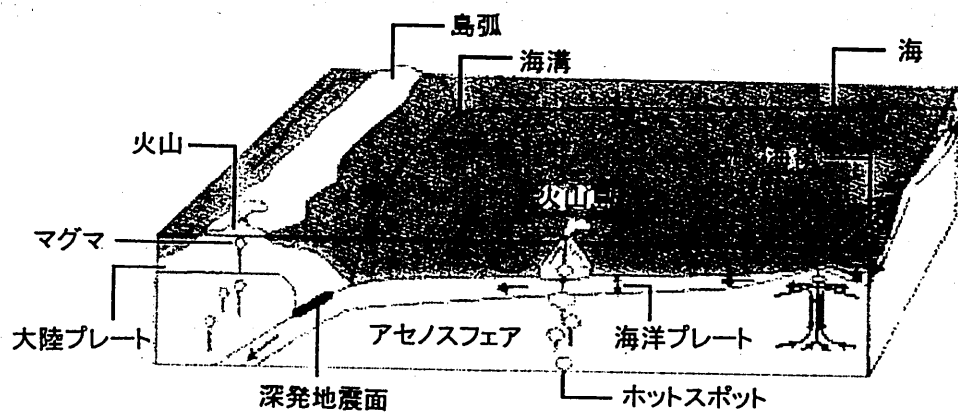 島弧
海溝
海
火山
マグマ
大陸プレート
アセノスフェア
海洋プレート
深発地震面
ホットスポット